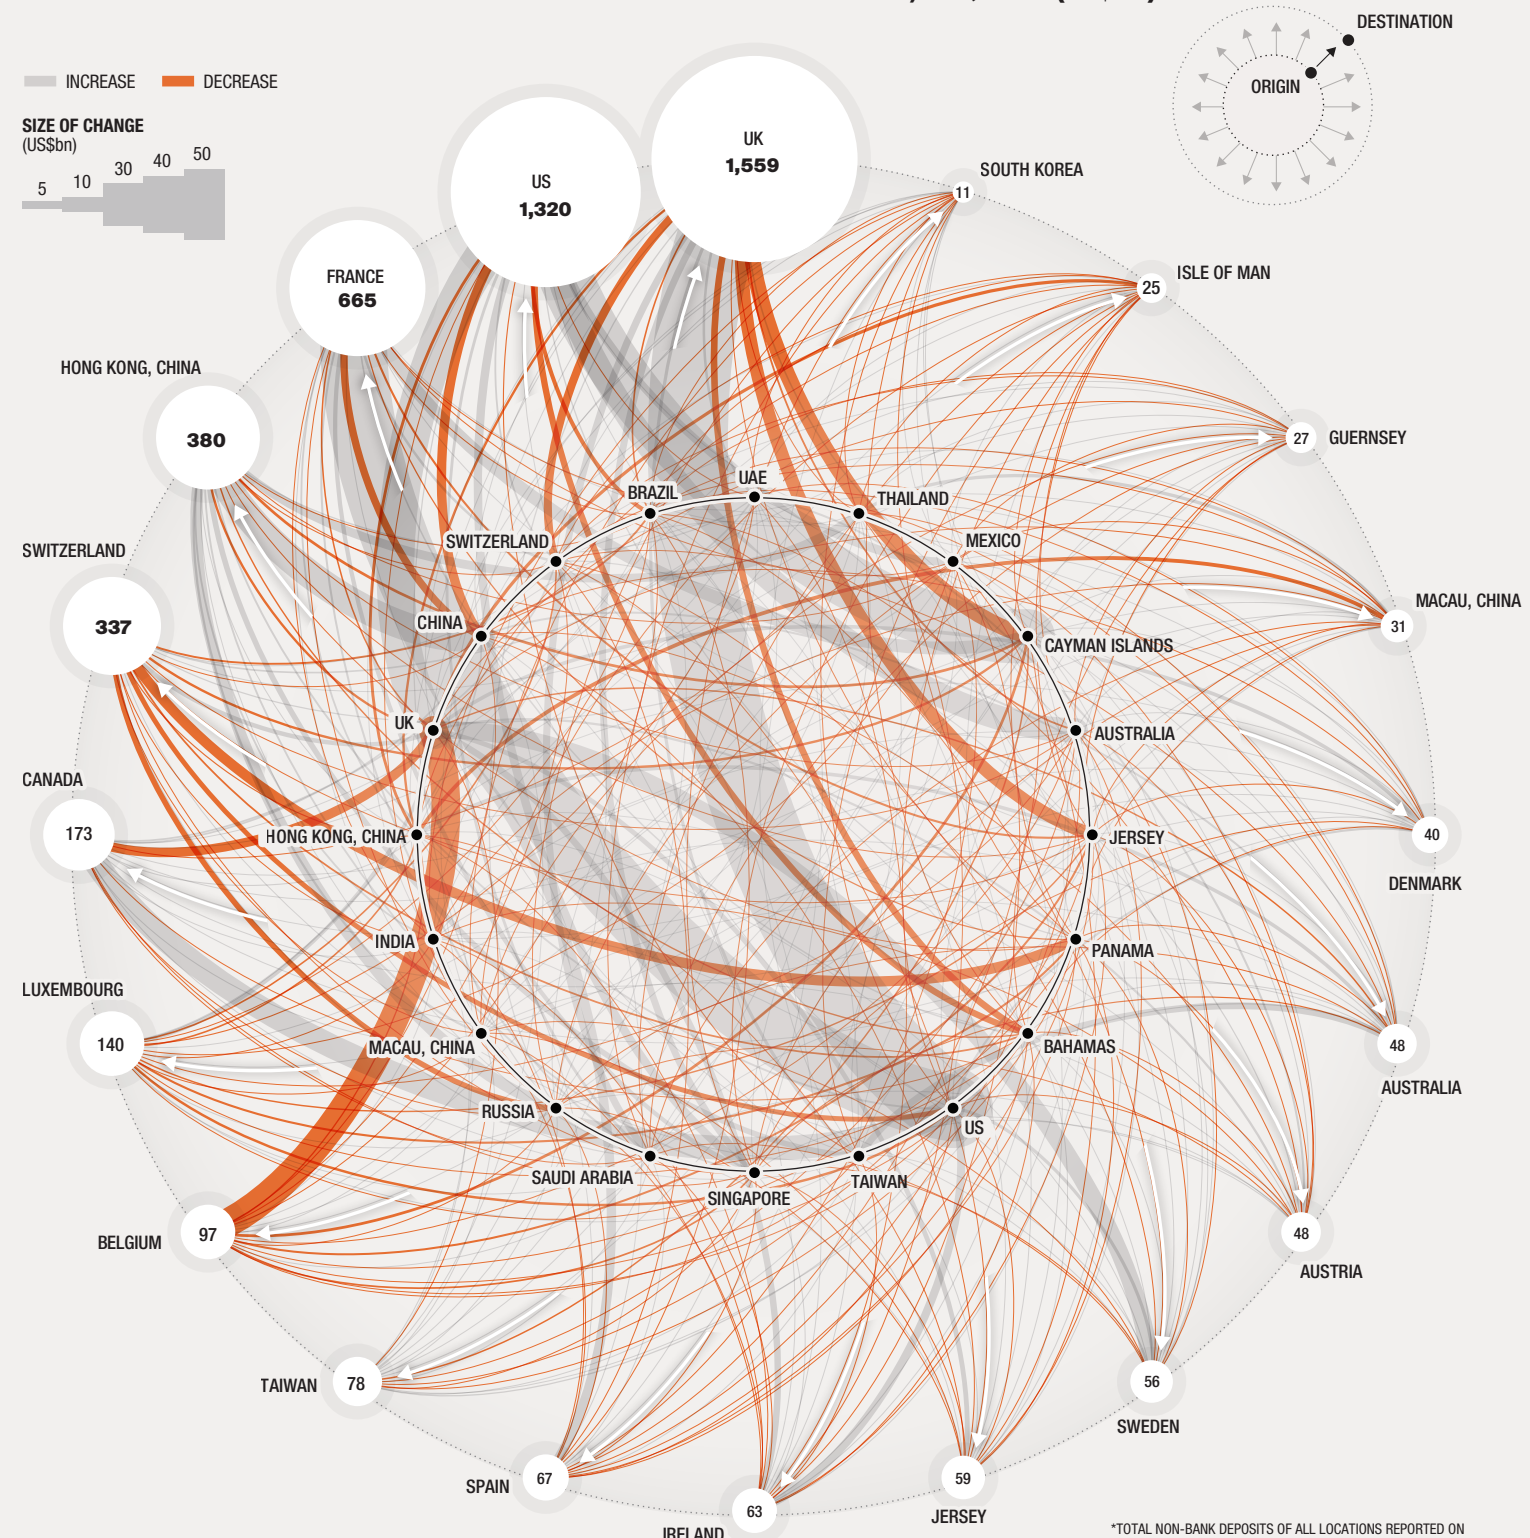 DESTINATION
ORIGIN
INCREASE
DECREASE
SIZE OF CHANGE
(US$bn)
5
10
30
40
50
UK
1,559
US
1,320
SOUTH KOREA
11
FRANCE
665
ISLE OF MAN
25
HONG KONG, CHINA
380
GUERNSEY
27
SWITZERLAND
337
MACAU, CHINA
31
CANADA
173
40
DENMARK
LUXEMBOURG
140
48
AUSTRALIA
BELGIUM
97
48
AUSTRIA
TAIWAN
78
56
SWEDEN
SPAIN
67
63
IRELAND
59
JERSEY
UAE
BRAZIL
THAILAND
SWITZERLAND
MEXICO
CHINA
CAYMAN ISLANDS
UK
AUSTRALIA
HONG KONG, CHINA
JERSEY
INDIA
PANAMA
MACAU, CHINA
BAHAMAS
RUSSIA
US
SAUDI ARABIA
TAIWAN
SINGAPORE
*TOTAL NON-BANK DEPOSITS OF ALL LOCATIONS REPORTED ON